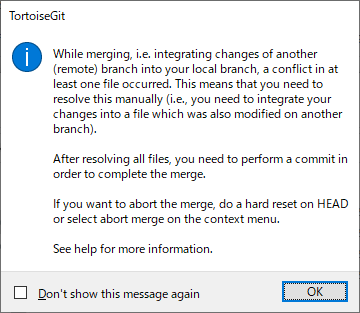 TortoiseGit
While merging, i.e. integrating changes of another
(remote) branch into your local branch, a conflict in at
least one file occurred. This means that you need to
resolve this manually (i.e., you need to integrate your
changes into a file which was also modified on another
branch).
After resolving all files, you need to perform a commit in
order to complete the merge.
If you want to abort the merge, do a hard reset on HEAD
or select abort merge on the context menu.
See help for more information.
Don't show this message again
OK